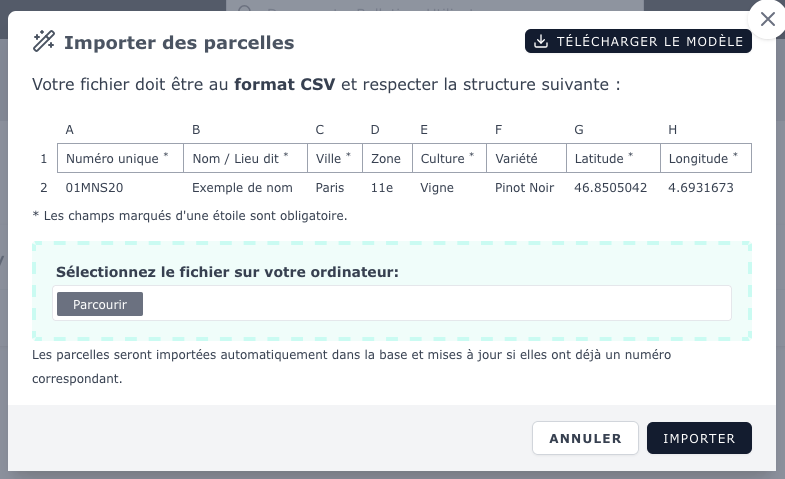 Importer des parcelles
TÉLÉCHARGER LE MODÈLE
Votre fichier doit être au format CSV et respecter la structure suivante :
A B C D E F G H
1 Numéro unique * Nom / Lieu dit * Ville * Zone Culture * Variété Latitude * Longitude *
2 01MNS20 Exemple de nom Paris 11e Vigne Pinot Noir 46.8505042 4.6931673
* Les champs marqués d'une étoile sont obligatoire.
Sélectionnez le fichier sur votre ordinateur:
Parcourir
Les parcelles seront importées automatiquement dans la base et mises à jour si elles ont déjà un numéro
correspondant.
ANNULER IMPORTER